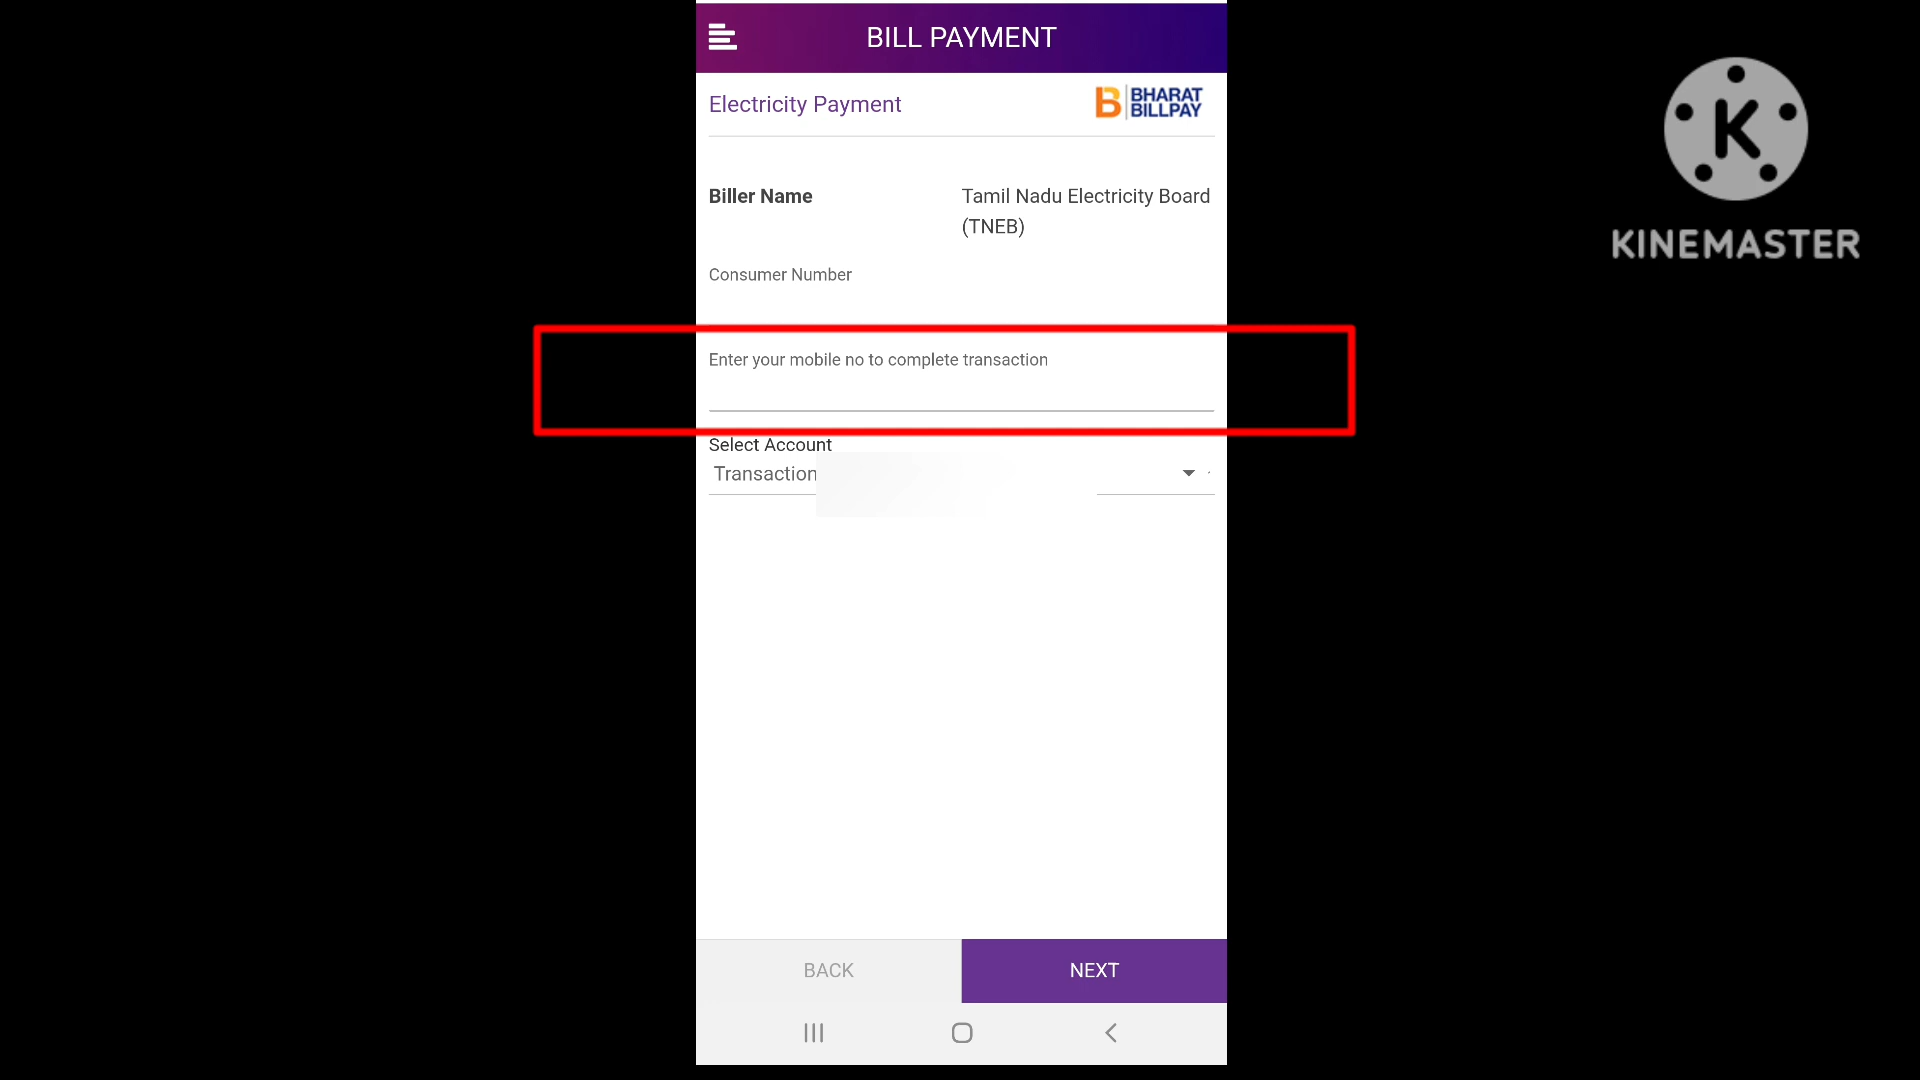 BILL PAYMENT
Electricity Payment
BHARAT
BILLPAY
Biller Name
Tamil Nadu Electricity Board
(TNEB)
Consumer Number
Enter your mobile no to complete transaction
Select Account
Transaction
BACK
NEXT
K
KINEMASTER